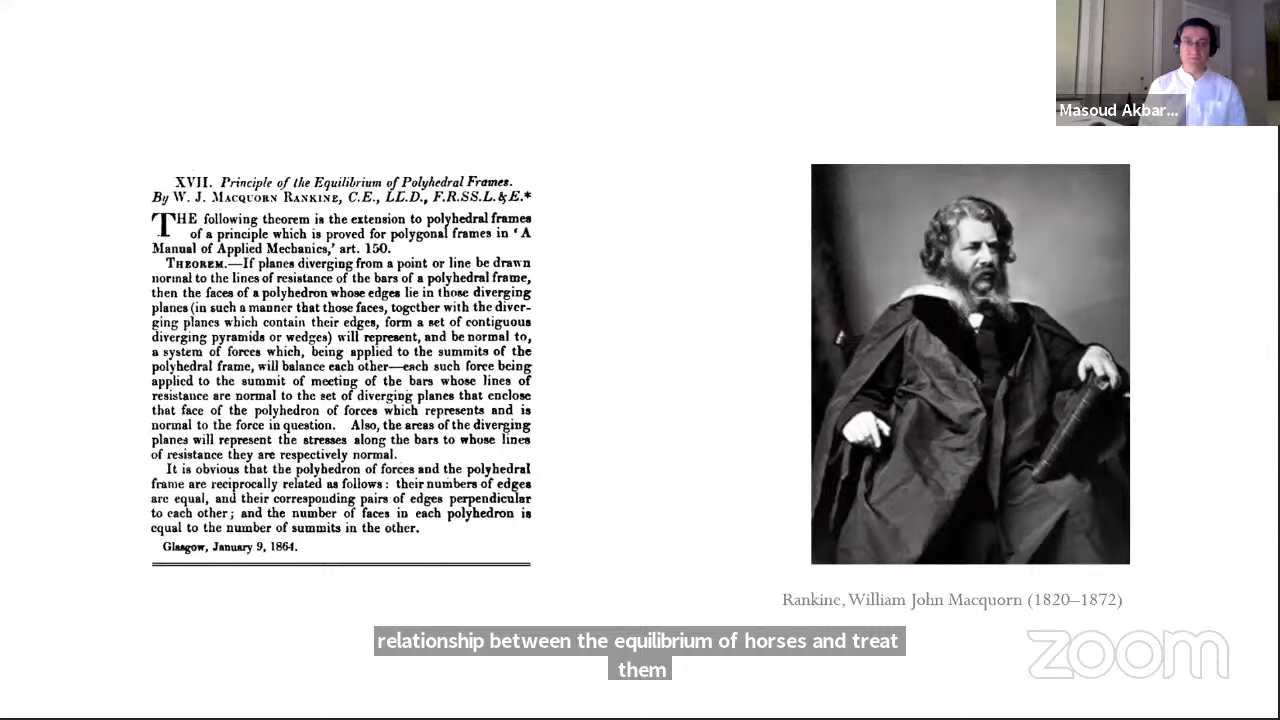 Masoud Akbar...
XVII. Principle of the Equilibrium of Polyhedral Frames.
By W. J. MACQUORN RANKINE, C.E., LL.D., F.R.SS.L. & E.*
THE following theorem is the extension to polyhedral frames
of a principle which is proved for polygonal frames in ‘A
Manual of Applied Mechanics,’ art. 150.
THEOREM.—If planes diverging from a point or line be drawn
normal to the lines of resistance of the bars of a polyhedral frame,
then the faces of a polyhedron whose edges lie in those diverging
planes (in such a manner that those faces, together with the diver-
ging planes which contain their edges, form a set of contiguous
diverging pyramids or wedges) will represent, and be normal to,
a system of forces which, being applied to the summits of the
polyhedral frame, will balance each other—each such force being
applied to the summit of meeting of the bars whose lines of
resistance are normal to the set of diverging planes that enclose
that face of the polyhedron of forces which represents and is
normal to the force in question. Also, the areas of the diverging
planes will represent the stresses along the bars to whose lines
of resistance they are respectively normal.
It is obvious that the polyhedron of forces and the polyhedral
frame are reciprocally related as follows: their numbers of edges
are equal, and their corresponding pairs of edges perpendicular
to each other; and the number of faces in each polyhedron is
equal to the number of summits in the other.
Glasgow, January 9, 1864.
Rankine, William John Macquorn (1820–1872)
relationship between the equilibrium of horses and treat
them
zoom